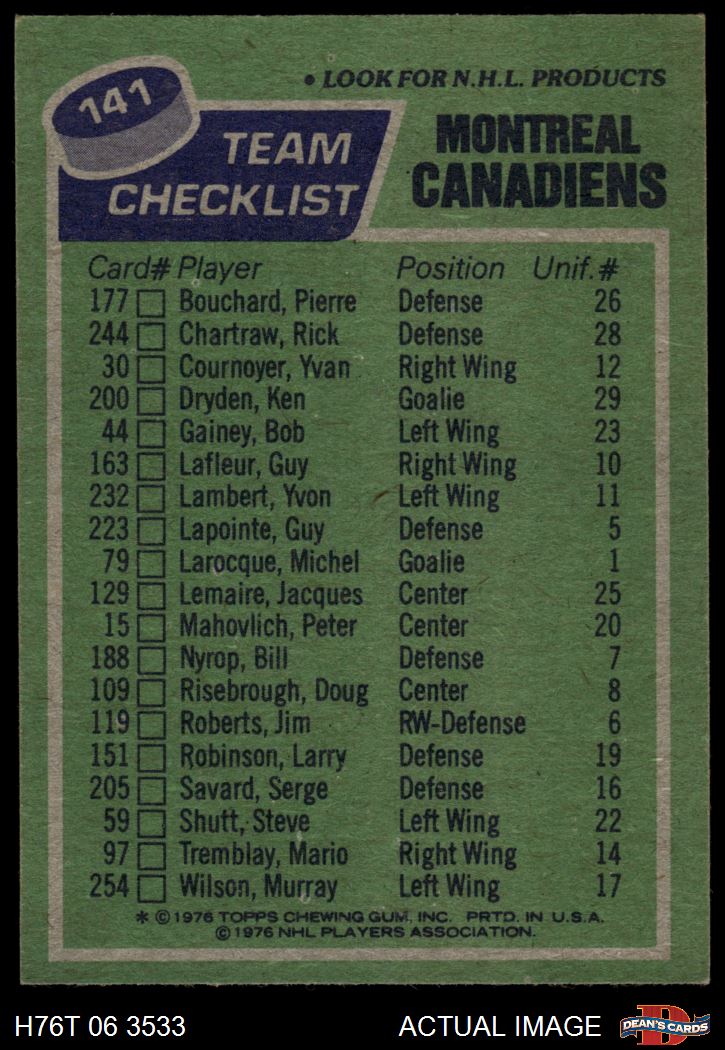 141
• LOOK FOR N.H.L. PRODUCTS
TEAM CHECKLIST
MONTREAL CANADIENS
Card# Player Position Unif.#
177 Bouchard, Pierre Defense 26
244 Chartraw, Rick Defense 28
30 Cournoyer, Yvan Right Wing 12
200 Dryden, Ken Goalie 29
44 Gainey, Bob Left Wing 23
163 Lafleur, Guy Right Wing 10
232 Lambert, Yvon Left Wing 11
223 Lapointe, Guy Defense 5
79 Larocque, Michel Goalie 1
129 Lemaire, Jacques Center 25
15 Mahovlich, Peter Center 20
188 Nyrop, Bill Defense 7
109 Risebrough, Doug Center 8
119 Roberts, Jim RW-Defense 6
151 Robinson, Larry Defense 19
205 Savard, Serge Defense 16
59 Shutt, Steve Left Wing 22
97 Tremblay, Mario Right Wing 14
254 Wilson, Murray Left Wing 17
* ©1976 TOPPS CHEWING GUM, INC. PRTD. IN U.S.A.
©1976 NHL PLAYERS ASSOCIATION.
H76T 06 3533 ACTUAL IMAGE
D
DEAN'S CARDS